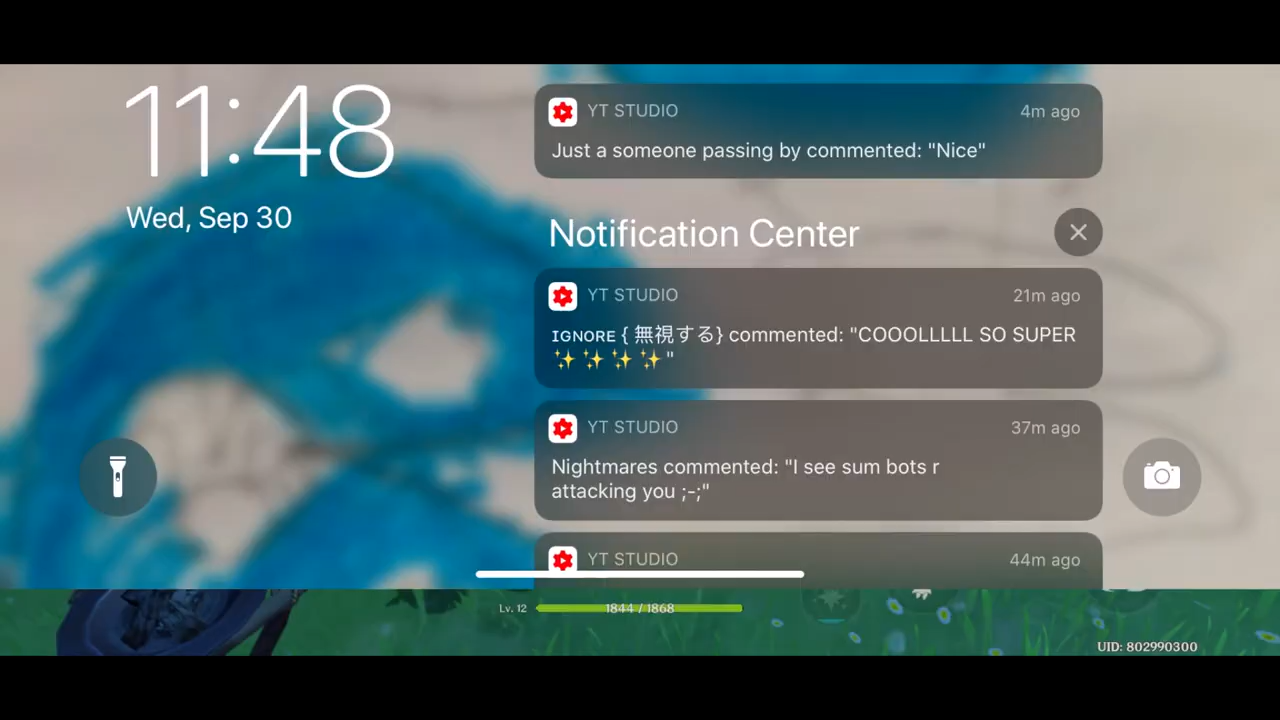 11:48
Wed, Sep 30
YT STUDIO
4m ago
Just a someone passing by commented: "Nice"
Notification Center
YT STUDIO
21m ago
ɪɢɴᴏʀᴇ { 無視する} commented: "COOOLLLLL SO SUPER
✨ ✨ ✨ ✨"
YT STUDIO
37m ago
Nightmares commented: "I see sum bots r
attacking you ;-;"
YT STUDIO
44m ago
Lv. 12
1844 / 1868
UID: 802990300